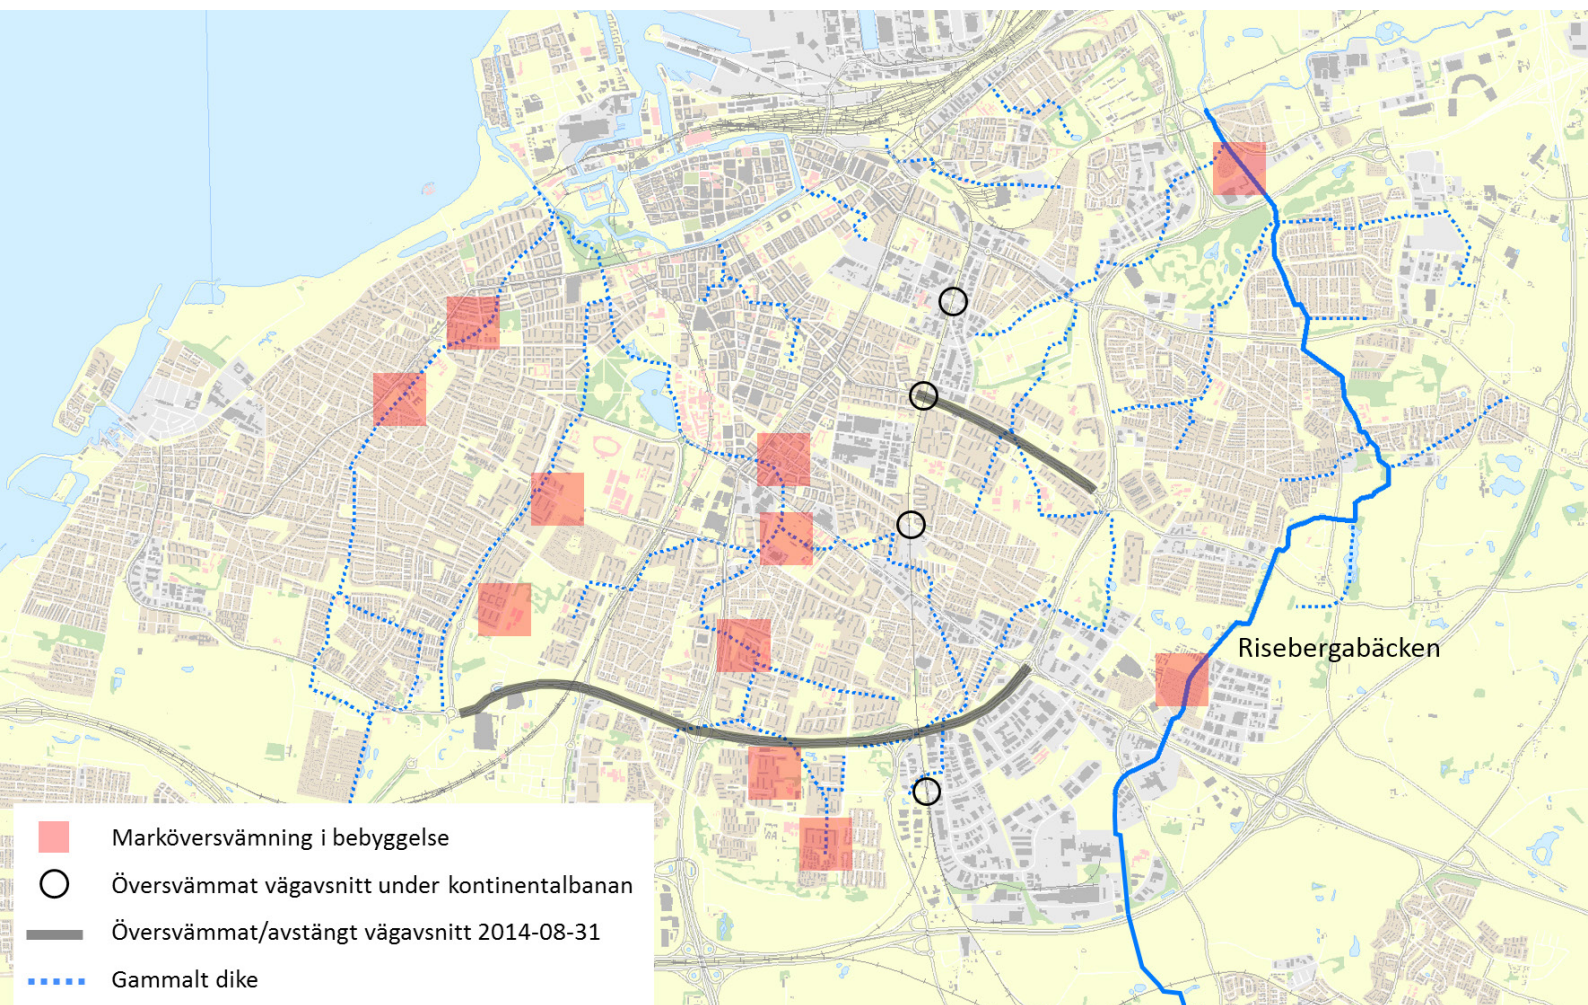 Risebergabäcken
Marköversvämning i bebyggelse
Översvämmat vägavsnitt under kontinentalbanan
Översvämmat/avstängt vägavsnitt 2014-08-31
Gammalt dike